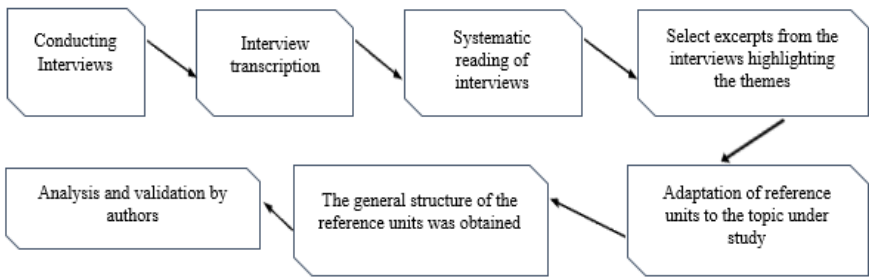 Conducting
Interviews
Interview
transcription
Systematic
reading of
interviews
Select excerpts from the
interviews highlighting
the themes
Adaptation of reference
units to the topic under
study
The general structure of the
reference units was obtained
Analysis and validation by
authors